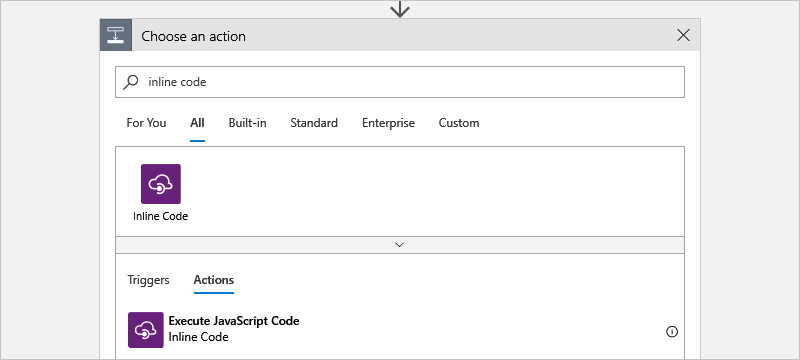 Choose an action
inline code
For You All Built-in Standard Enterprise Custom
Inline Code
Triggers Actions
Execute JavaScript Code
Inline Code